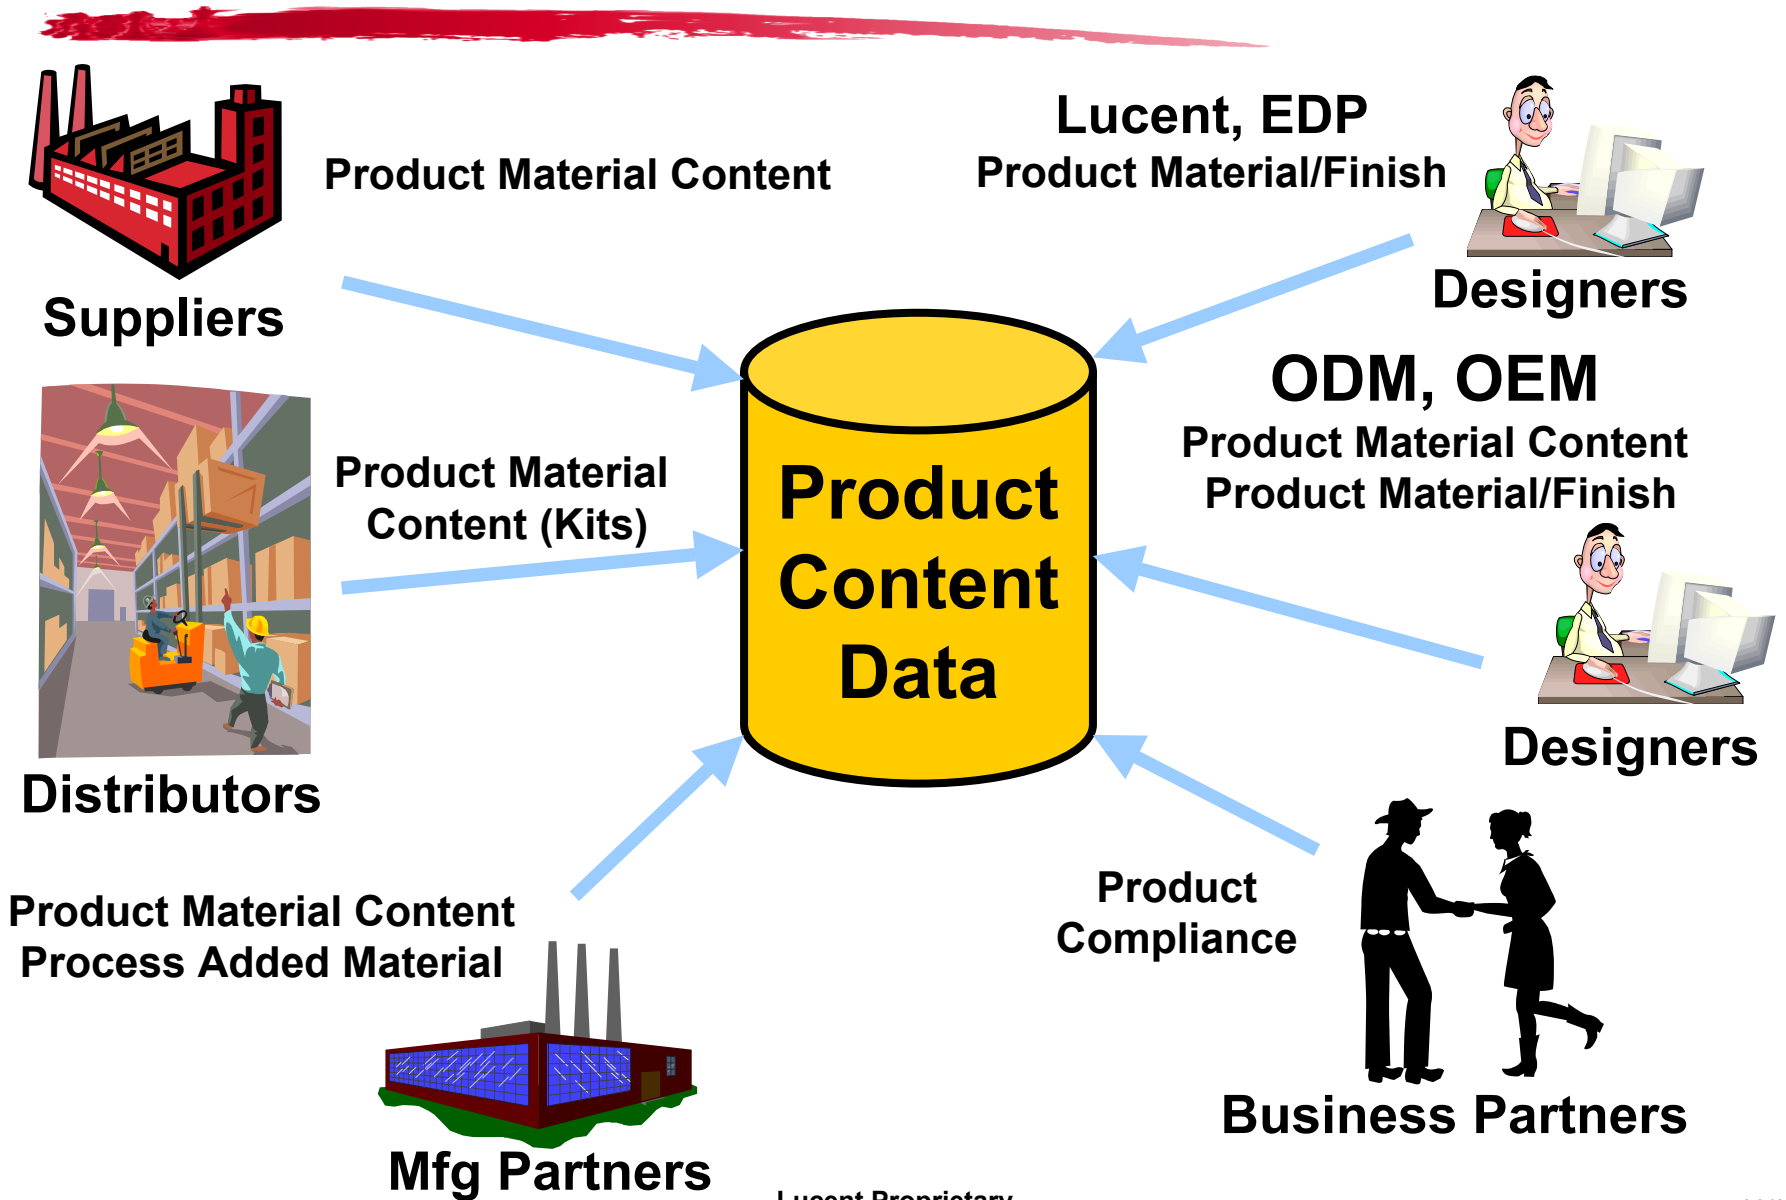 Product Material Content
Suppliers
Lucent, EDP
Product Material/Finish
Designers
Product Material
Content (Kits)
Distributors
ODM, OEM
Product Material Content
Product Material/Finish
Designers
Product
Content
Data
Product Material Content
Process Added Material
Mfg Partners
Product
Compliance
Business Partners
Lucent Proprietary